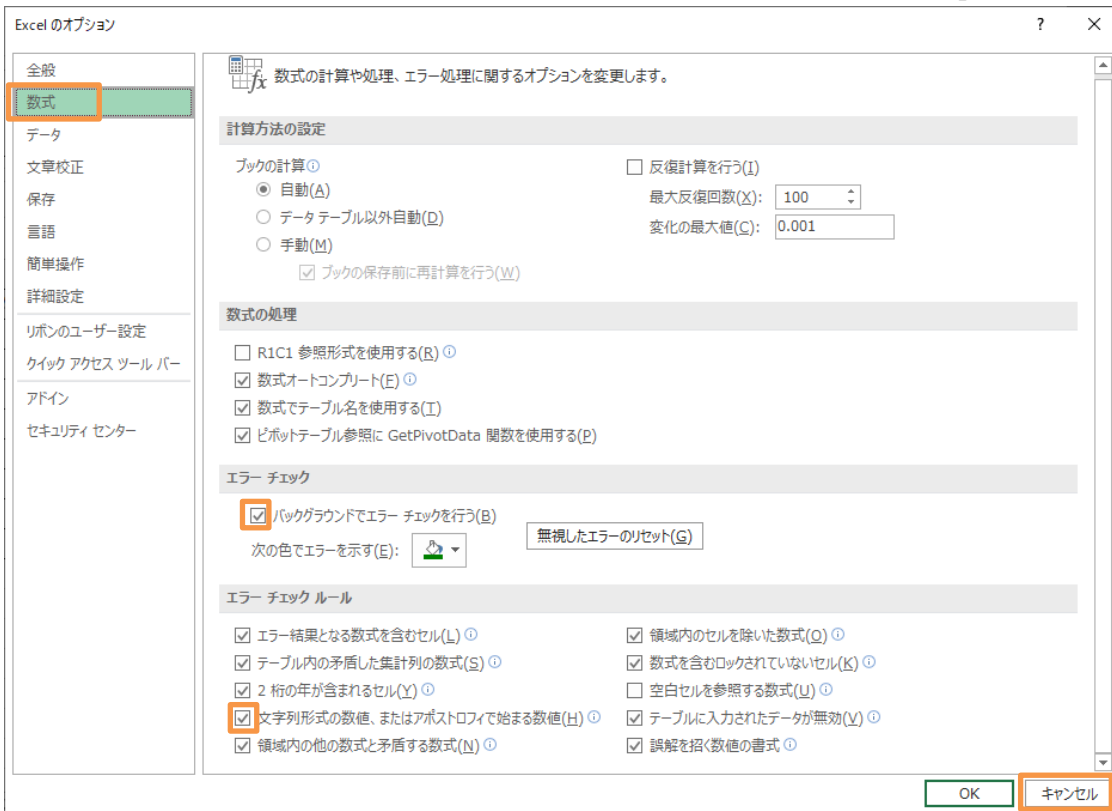 Excel のオプション
?
×
全般
数式
データ
文章校正
保存
言語
簡単操作
詳細設定
リボンのユーザー設定
クイック アクセス ツール バー
アドイン
セキュリティ センター
fx 数式の計算や処理、エラー処理に関するオプションを変更します。
計算方法の設定
ブックの計算
自動(A)
データ テーブル以外自動(D)
手動(M)
ブックの保存前に再計算を行う(W)
反復計算を行う(I)
最大反復回数(X): 100
変化の最大値(C): 0.001
数式の処理
R1C1 参照形式を使用する(R)
数式オートコンプリート(F)
数式でテーブル名を使用する(T)
ピボットテーブル参照に GetPivotData 関数を使用する(P)
エラー チェック
バックグラウンドでエラー チェックを行う(B)
次の色でエラーを示す(E):
無視したエラーのリセット(G)
エラー チェック ルール
エラー結果となる数式を含むセル(L)
テーブル内の矛盾した集計列の数式(S)
2 桁の年が含まれるセル(Y)
文字列形式の数値、またはアポストロフィで始まる数値(H)
領域内の他の数式と矛盾する数式(N)
領域内のセルを除いた数式(O)
数式を含むロックされていないセル(K)
空白セルを参照する数式(U)
テーブルに入力されたデータが無効(V)
誤解を招く数値の書式
OK
キャンセル